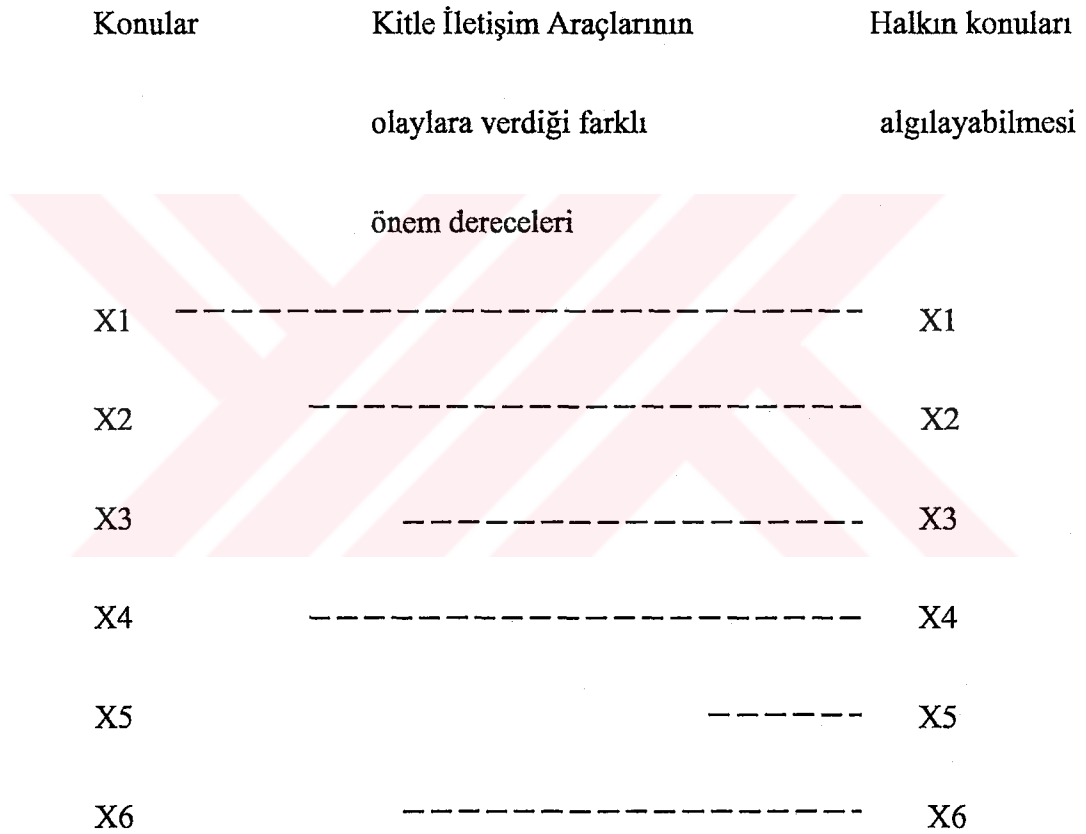 Konular Kitle İletişim Araçlarının Halkın konuları
olaylara verdiği farklı algılayabilmesi
önem dereceleri
X1 X1
X2 X2
X3 X3
X4 X4
X5 X5
X6 X6